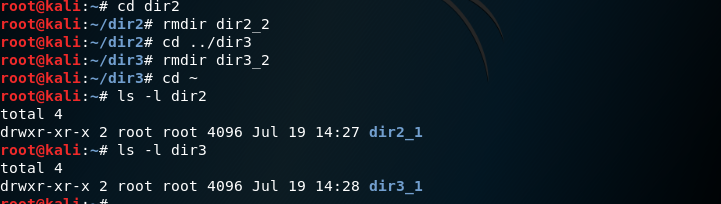 root@kali:~# cd dir2
root@kali:~/dir2# rmdir dir2_2
root@kali:~/dir2# cd ../dir3
root@kali:~/dir3# rmdir dir3_2
root@kali:~/dir3# cd ~
root@kali:~# ls -l dir2
total 4
drwxr-xr-x 2 root root 4096 Jul 19 14:27 dir2_1
root@kali:~# ls -l dir3
total 4
drwxr-xr-x 2 root root 4096 Jul 19 14:28 dir3_1
root@kali:~#